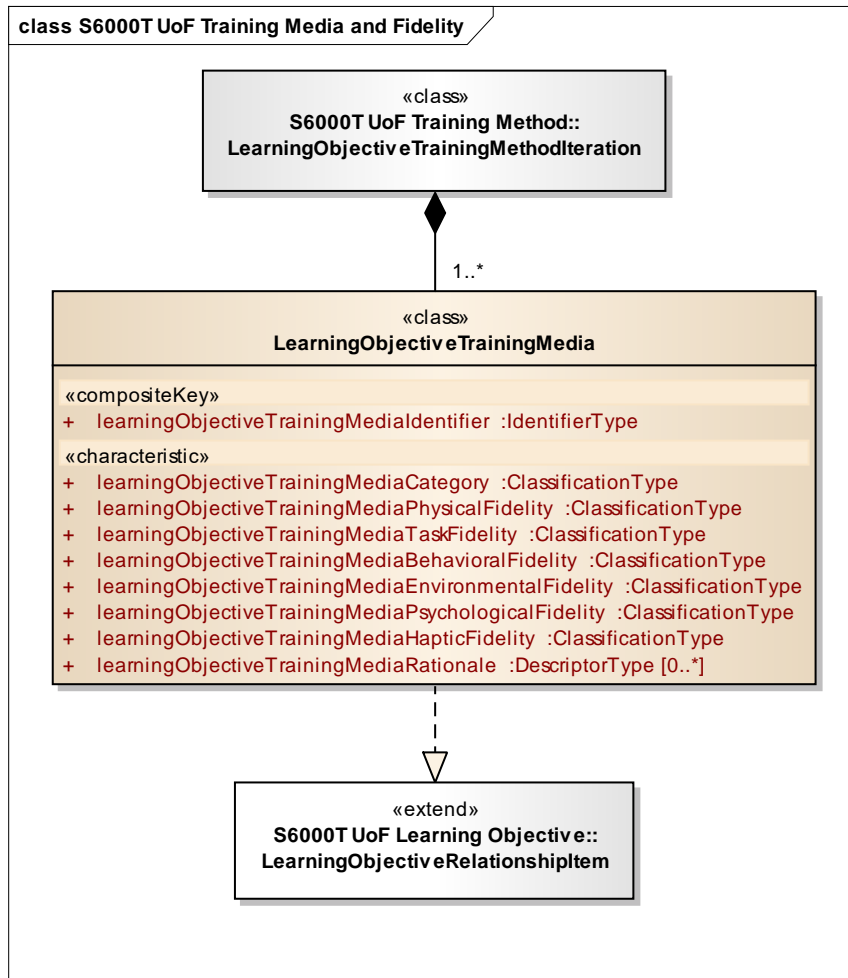 class S6000T UoF Training Media and Fidelity
«class»
S6000T UoF Training Method::
LearningObjectiveTrainingMethodIteration
1..*
«class»
LearningObjectiveTrainingMedia
«compositeKey»
+ learningObjectiveTrainingMediaIdentifier :IdentifierType
«characteristic»
+ learningObjectiveTrainingMediaCategory :ClassificationType
+ learningObjectiveTrainingMediaPhysicalFidelity :ClassificationType
+ learningObjectiveTrainingMediaTaskFidelity :ClassificationType
+ learningObjectiveTrainingMediaBehavioralFidelity :ClassificationType
+ learningObjectiveTrainingMediaEnvironmentalFidelity :ClassificationType
+ learningObjectiveTrainingMediaPsychologicalFidelity :ClassificationType
+ learningObjectiveTrainingMediaHapticFidelity :ClassificationType
+ learningObjectiveTrainingMediaRationale :DescriptorType [0..*]
«extend»
S6000T UoF Learning Objective::
LearningObjectiveRelationshipItem